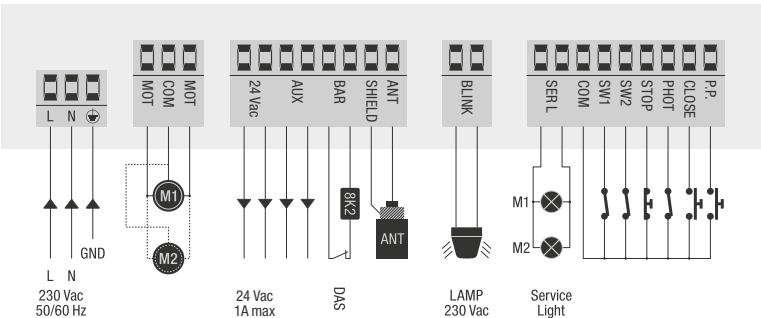 L N
MOT COM MOT
24 Vac AUX BAR SHIELD ANT
BLINK
SER L COM SW1 SW2 STOP PHOT CLOSE P.P.
M1
M2
8K2
ANT
M1
M2
GND
L N
230 Vac
50/60 Hz
24 Vac
1A max
DAS
LAMP
230 Vac
Service
Light